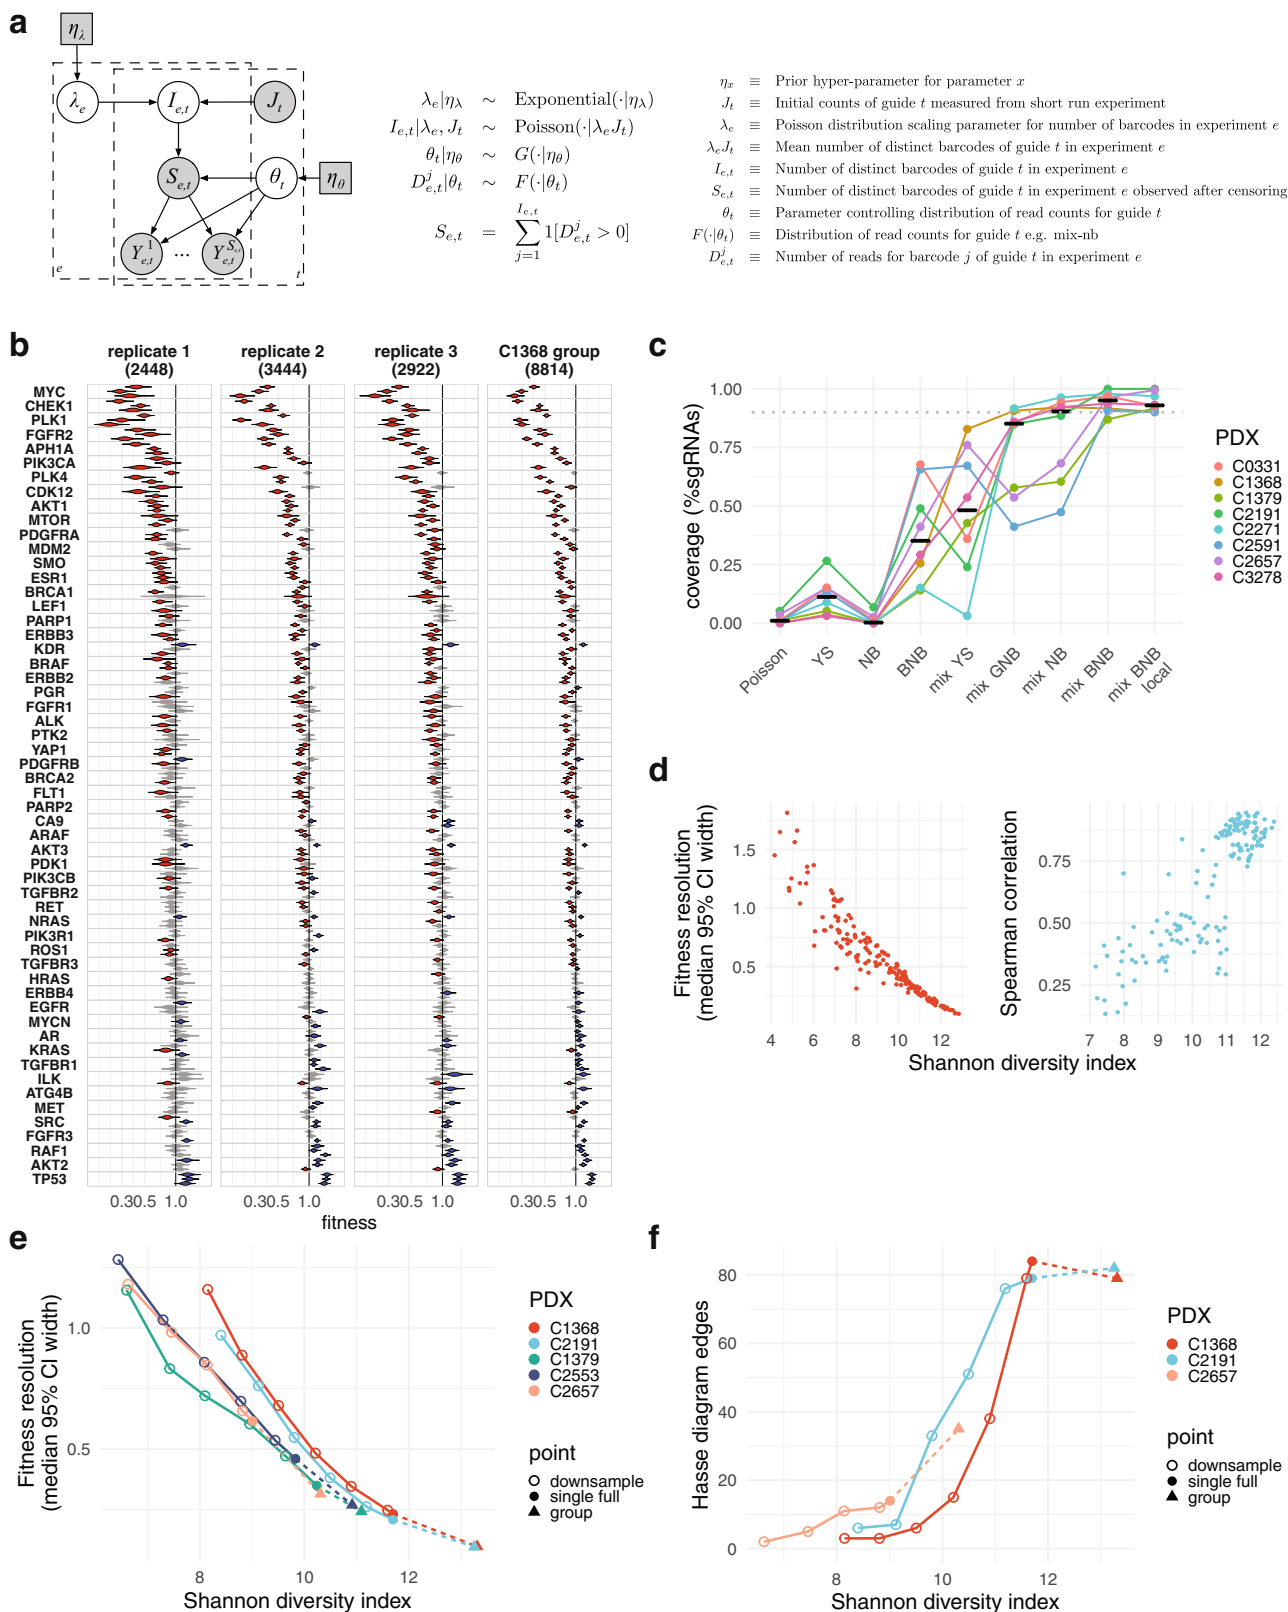 a
η_λ
λ_e
I_{e,t}
J_t
S_{e,t}
θ_t
η_θ
Y^1_{e,t}
...
Y^{S_{e,t}}_{e,t}
e
t
λ_e|η_λ ∼ Exponential(·|η_λ)
I_{e,t}|λ_e, J_t ∼ Poisson(·|λ_e J_t)
θ_t|η_θ ∼ G(·|η_θ)
D^j_{e,t}|θ_t ∼ F(·|θ_t)
S_{e,t} = ∑_{j=1}^{I_{e,t}} 1[D^j_{e,t} > 0]
η_x ≡ Prior hyper-parameter for parameter x
J_t ≡ Initial counts of guide t measured from short run experiment
λ_e ≡ Poisson distribution scaling parameter for number of barcodes in experiment e
λ_e J_t ≡ Mean number of distinct barcodes of guide t in experiment e
I_{e,t} ≡ Number of distinct barcodes of guide t in experiment e
S_{e,t} ≡ Number of distinct barcodes of guide t in experiment e observed after censoring
θ_t ≡ Parameter controlling distribution of read counts for guide t
F(·|θ_t) ≡ Distribution of read counts for guide t e.g. mix-nb
D^j_{e,t} ≡ Number of reads for barcode j of guide t in experiment e
b
replicate 1 replicate 2 replicate 3 C1368 group
(2448) (3444) (2922) (8814)
MYC
CHEK1
PLK1
FGFR2
APH1A
PIK3CA
PLK4
CDK12
AKT1
MTOR
PDGFRA
MDM2
SMO
ESR1
BRCA1
LEF1
PARP1
ERBB3
KDR
BRAF
ERBB2
PGR
FGFR1
ALK
PTK2
YAP1
PDGFRB
BRCA2
FLT1
PARP2
CA9
ARAF
AKT3
PDK1
PIK3CB
TGFBR2
RET
NRAS
PIK3R1
ROS1
TGFBR3
HRAS
ERBB4
EGFR
MYCN
AR
KRAS
TGFBR1
ILK
ATG4B
MET
SRC
FGFR3
RAF1
AKT2
TP53
0.30.5 1.0 0.30.5 1.0 0.30.5 1.0 0.30.5 1.0
fitness
c
coverage (%sgRNAs)
1.00
0.75
0.50
0.25
0.00
Poisson
YS
NB
BNB
mix YS
mix GNB
mix NB
mix BNB
mix BNB
local
PDX
C0331
C1368
C1379
C2191
C2271
C2591
C2657
C3278
d
Fitness resolution
(median 95% CI width)
1.5
1.0
0.5
4 6 8 10 12
Spearman correlation
0.75
0.50
0.25
7 8 9 10 11 12
Shannon diversity index
e
Fitness resolution
(median 95% CI width)
1.0
0.5
8 10 12
Shannon diversity index
PDX
C1368
C2191
C1379
C2553
C2657
point
downsample
single full
group
f
Hasse diagram edges
80
60
40
20
0
8 10 12
Shannon diversity index
PDX
C1368
C2191
C2657
point
downsample
single full
group